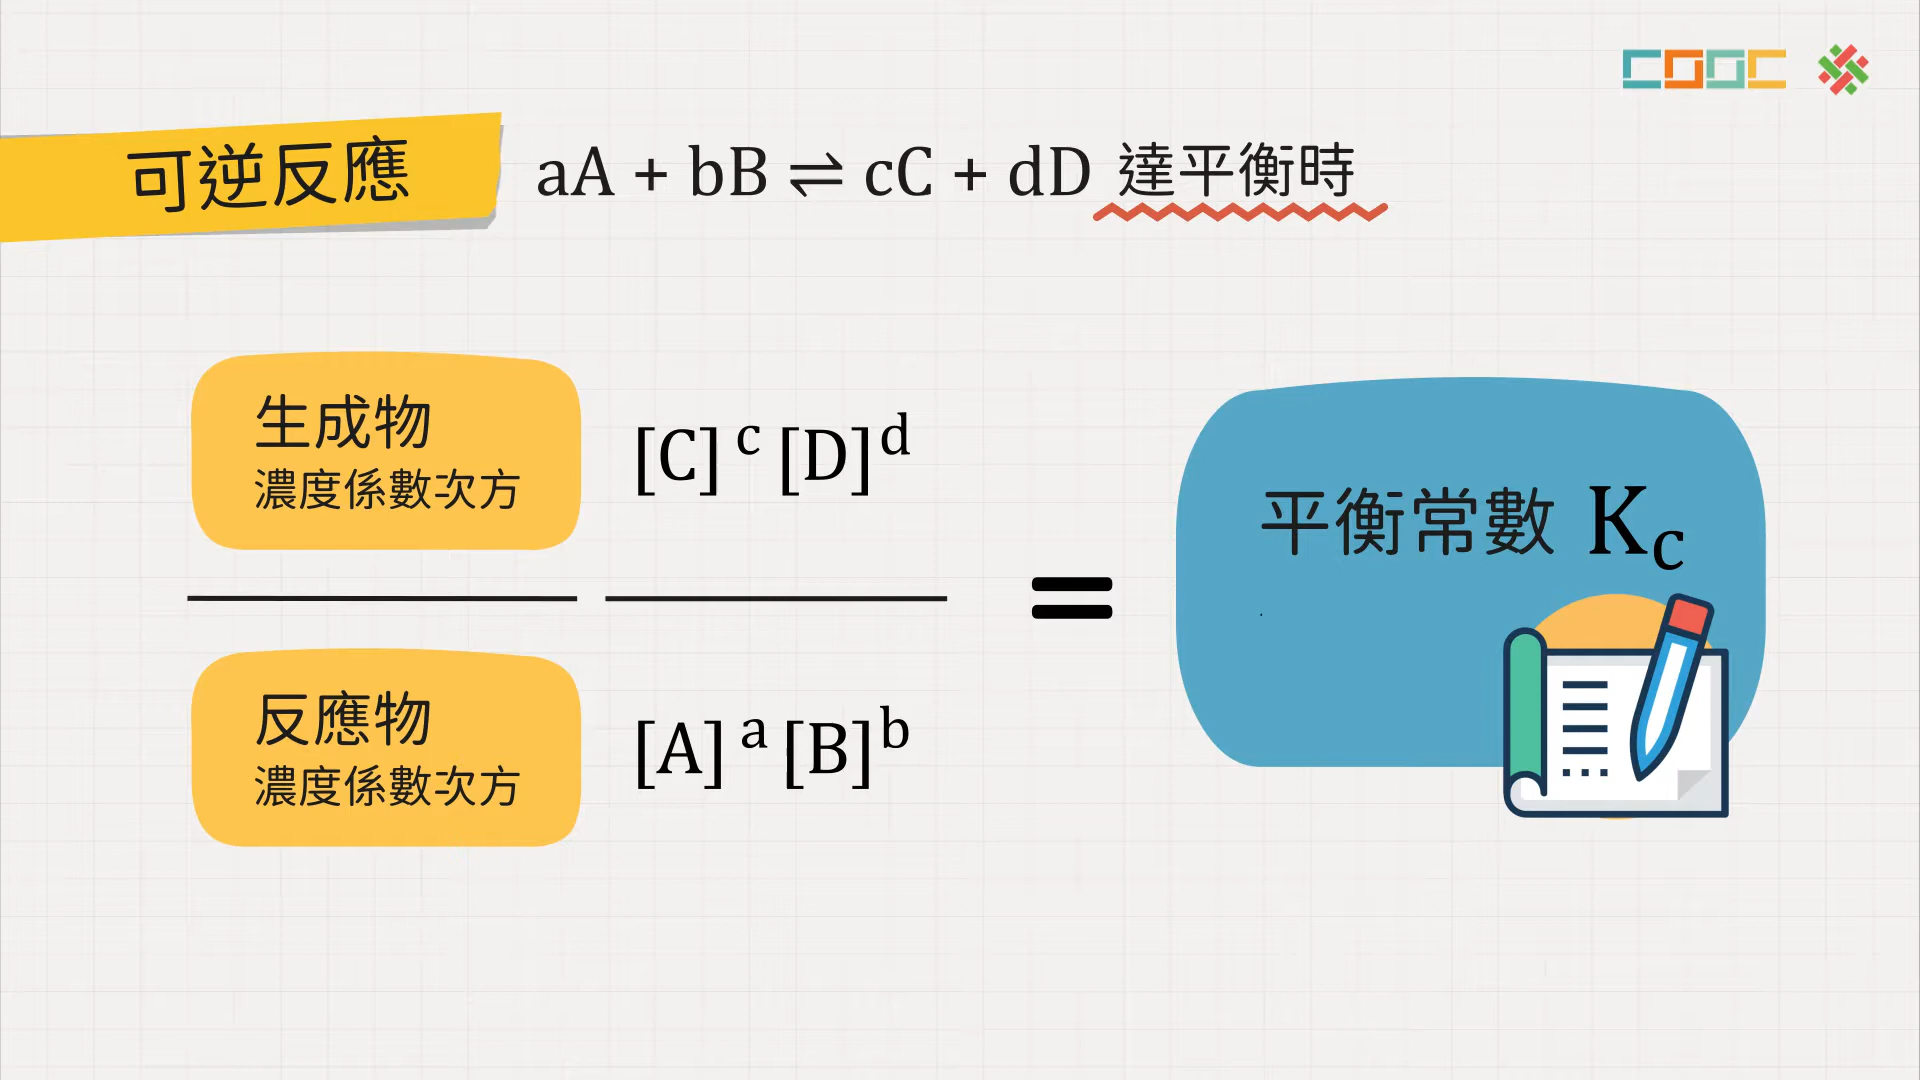 COOC
可逆反應
aA + bB ⇌ cC + dD 達平衡時
生成物
濃度係數次方
[C]ᶜ [D]ᵈ
平衡常數 Kc
反應物
濃度係數次方
[A]ᵃ [B]ᵇ
=